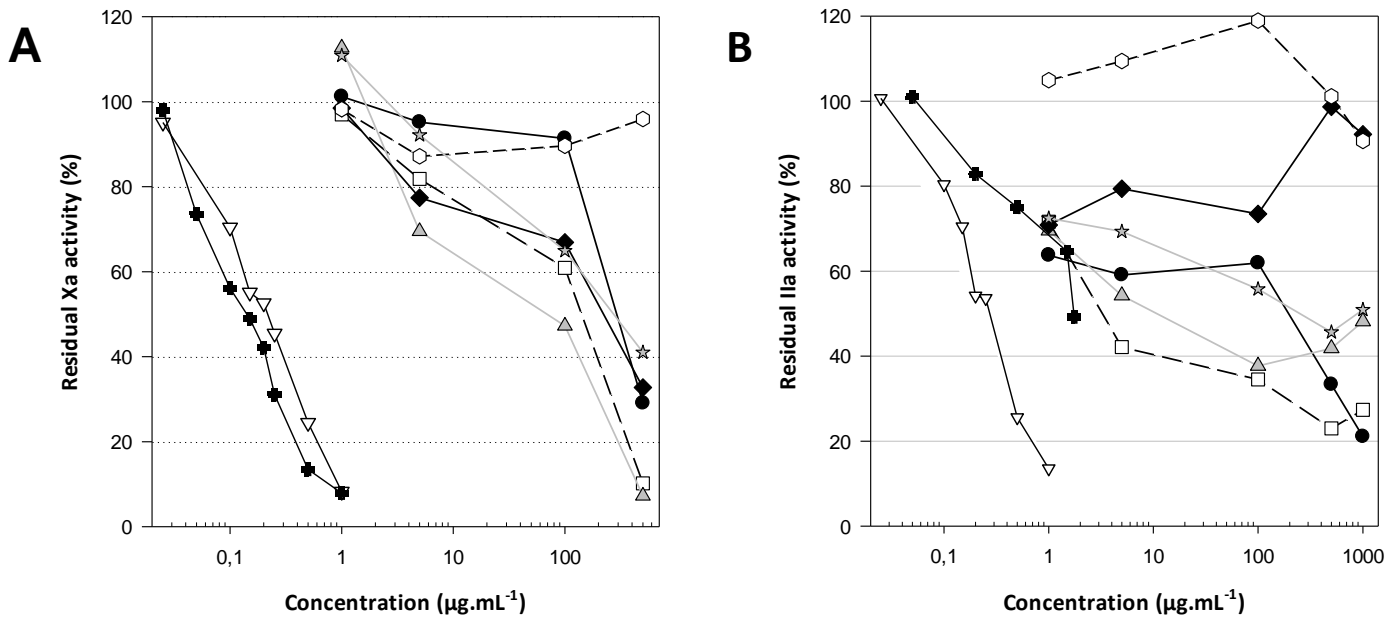 A
120
100
80
60
40
20
0
Residual Xa activity (%)
0,1 1 10 100
Concentration (µg.mL⁻¹)
B
120
100
80
60
40
20
0
Residual IIa activity (%)
0,1 1 10 100 1000
Concentration (µg.mL⁻¹)